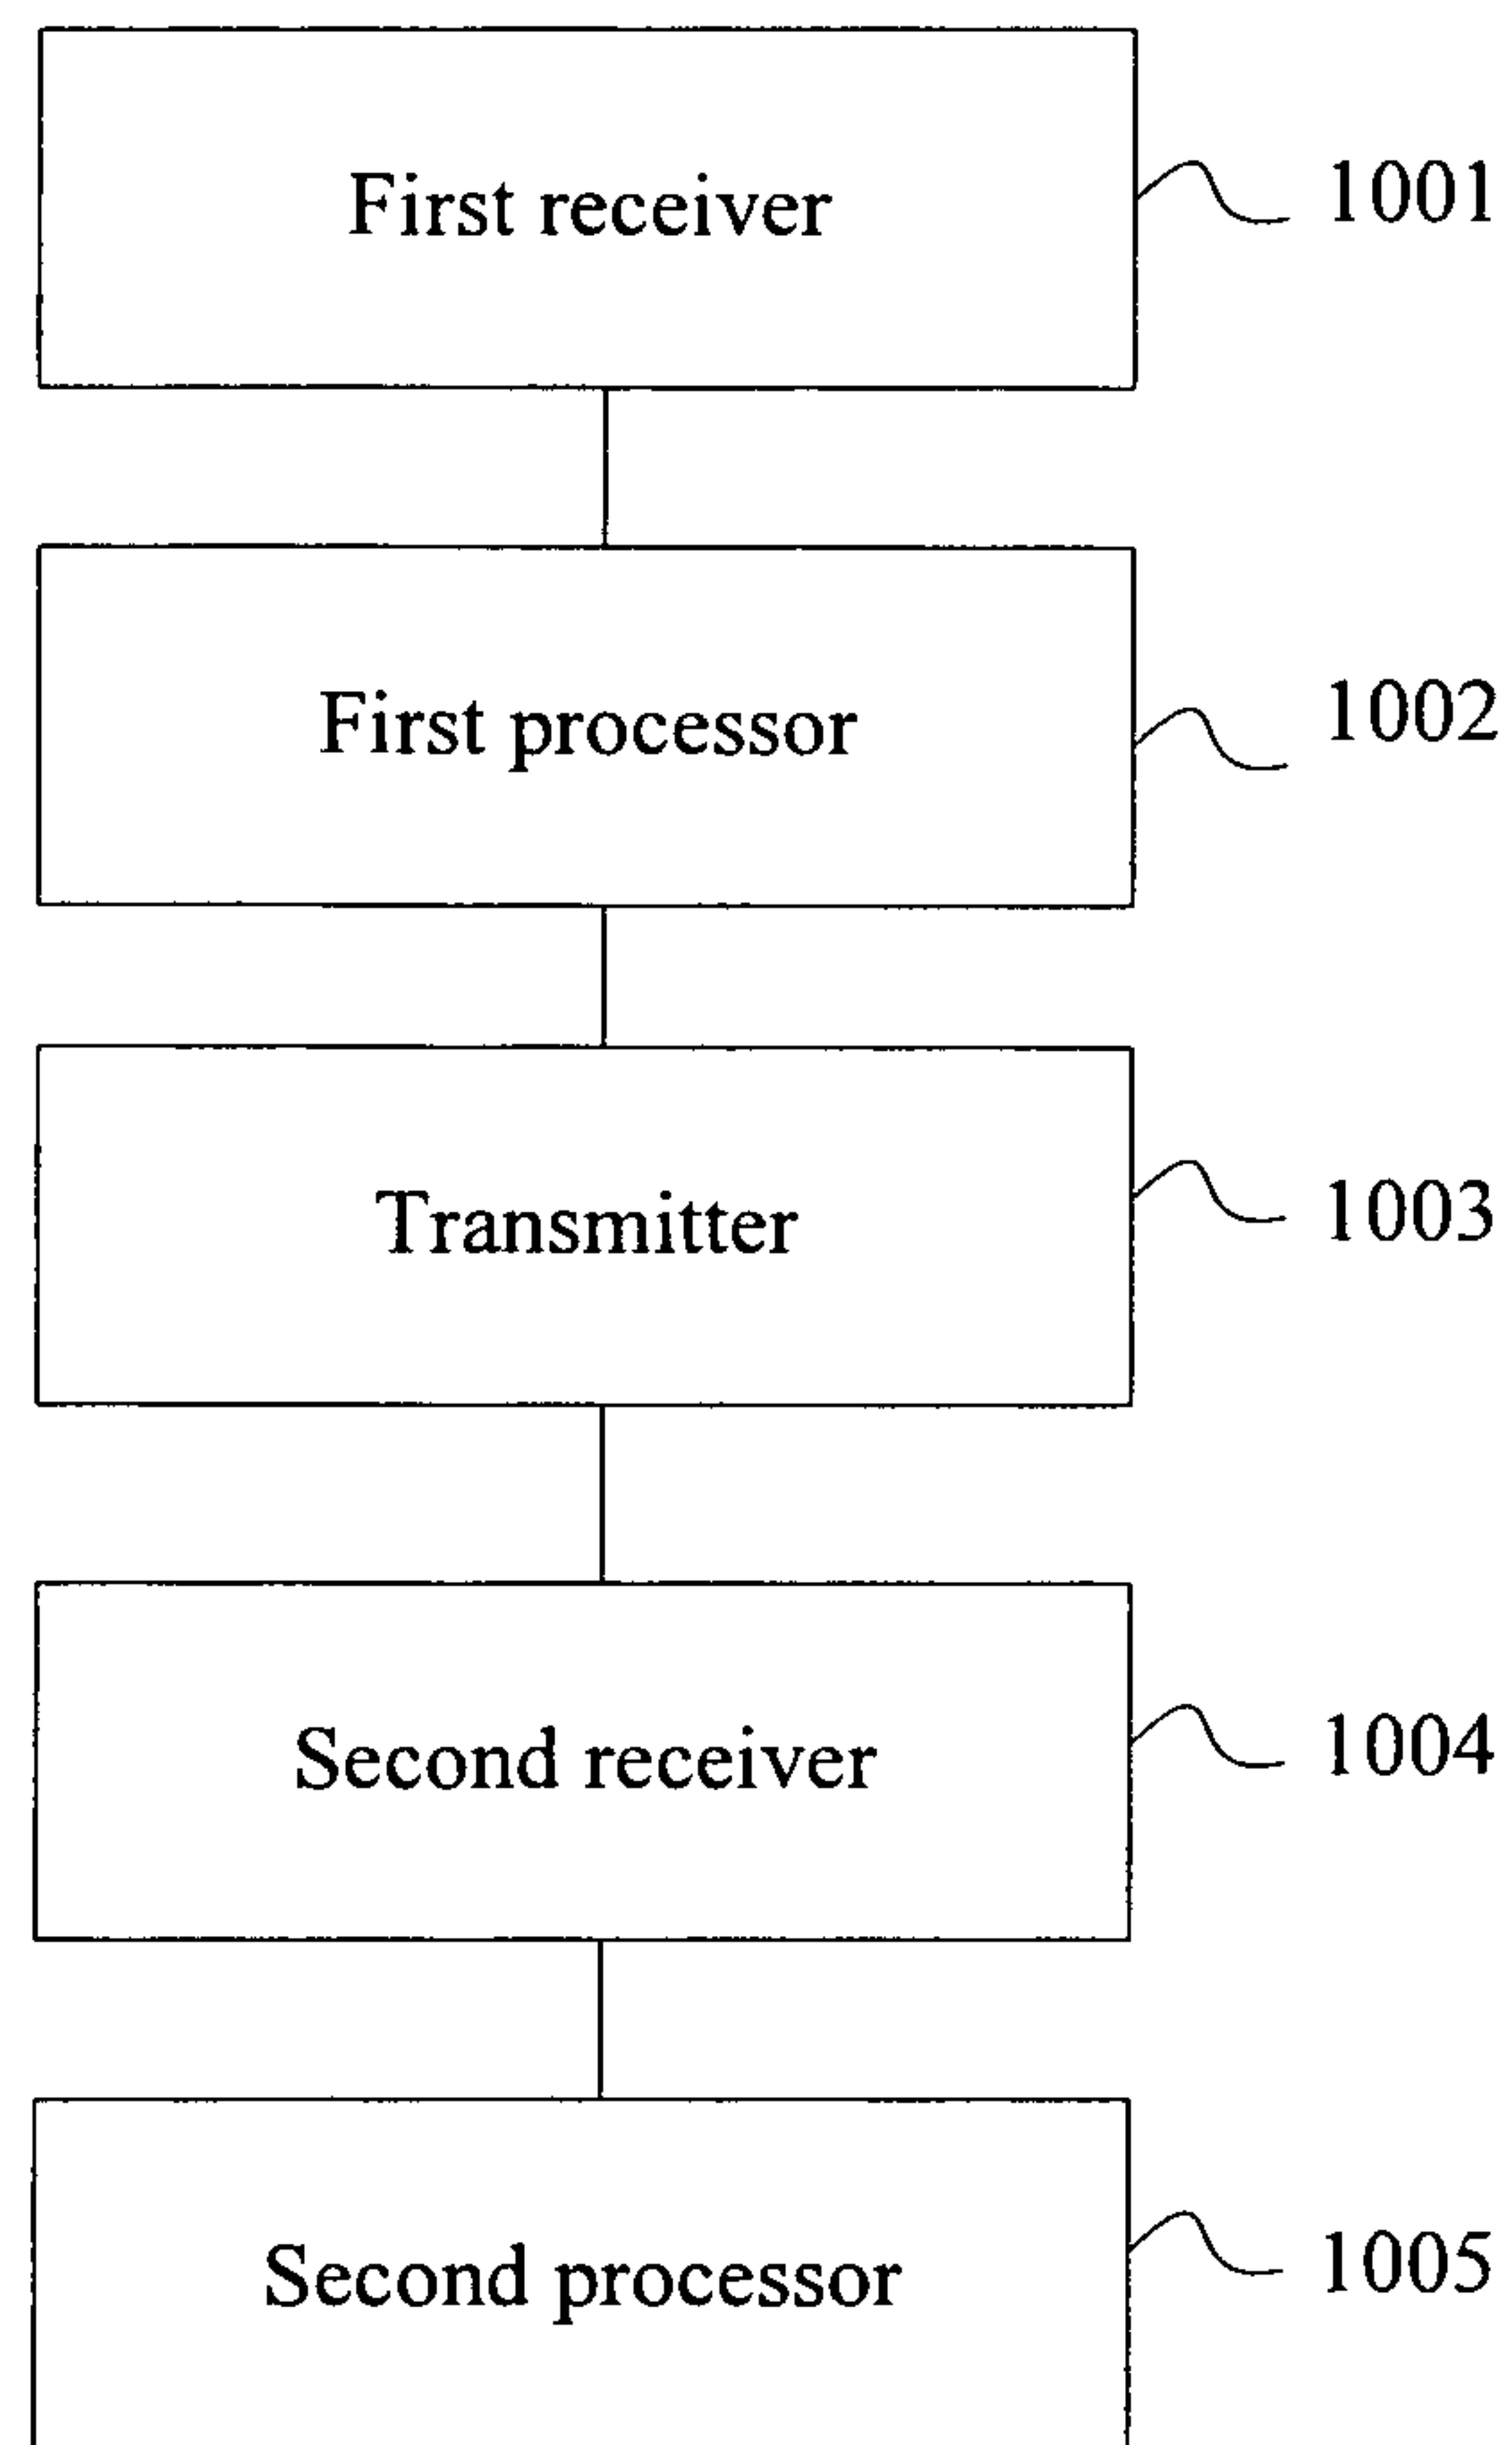 First receiver 1001
First processor 1002
Transmitter 1003
Second receiver 1004
Second processor 1005